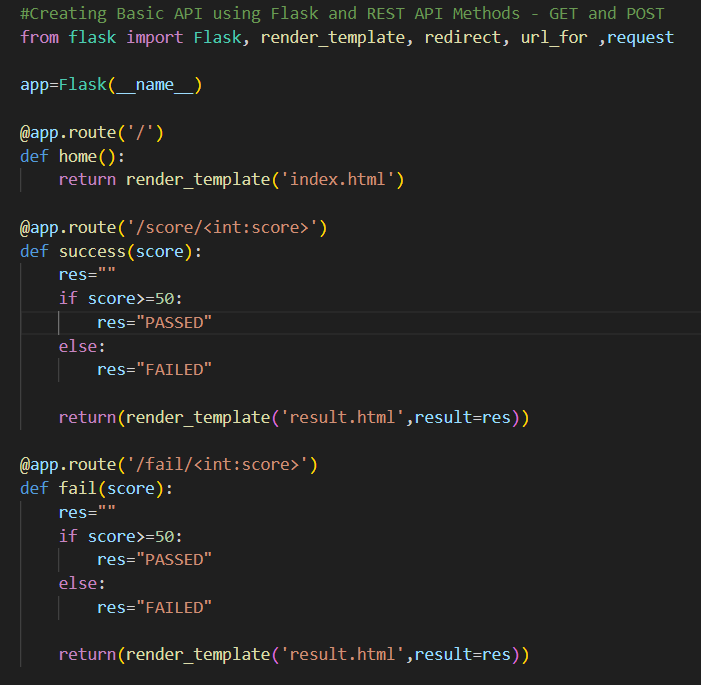 #Creating Basic API using Flask and REST API Methods - GET and POST
from flask import Flask, render_template, redirect, url_for ,request
app=Flask(__name__)
@app.route('/')
def home():
    return render_template('index.html')
@app.route('/score/<int:score>')
def success(score):
    res=""
    if score>=50:
        res="PASSED"
    else:
        res="FAILED"
    return(render_template('result.html',result=res))
@app.route('/fail/<int:score>')
def fail(score):
    res=""
    if score>=50:
        res="PASSED"
    else:
        res="FAILED"
    return(render_template('result.html',result=res))